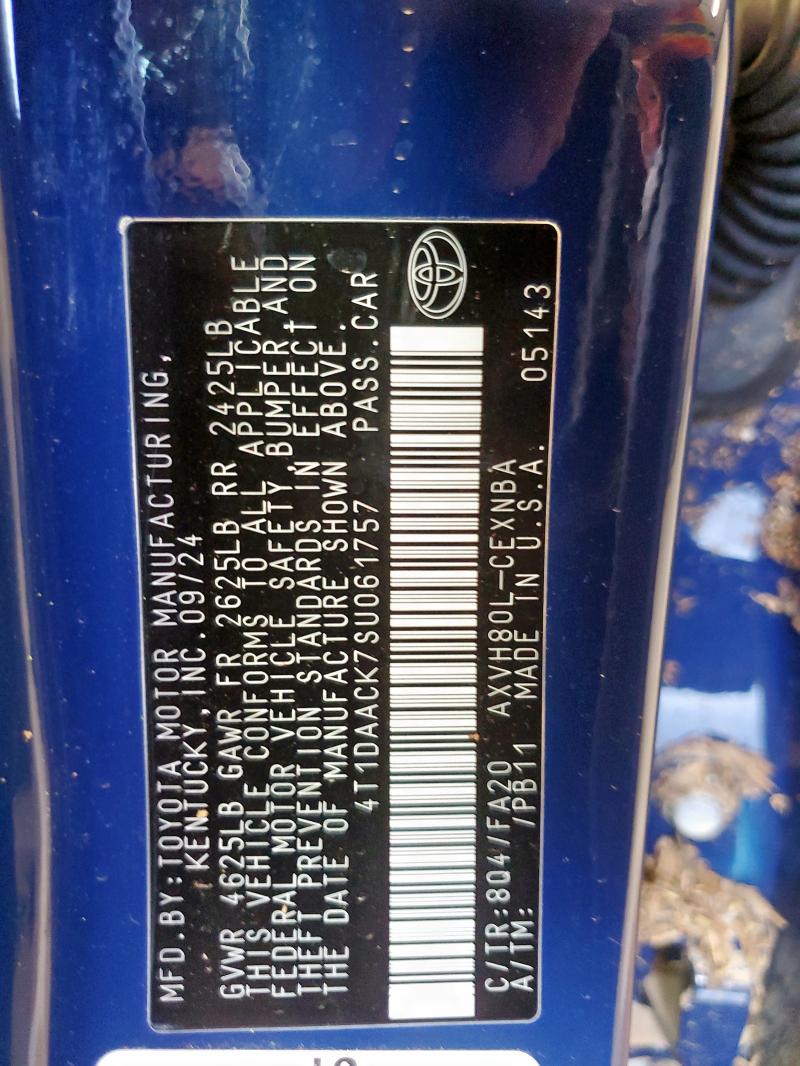 MFD.BY:TOYOTA MOTOR MANUFACTURING,
KENTUCKY,INC.09/24
GVWR 4625LB GAWR FR 2625LB RR 2425LB
THIS VEHICLE CONFORMS TO ALL APPLICABLE
FEDERAL MOTOR VEHICLE SAFETY, BUMPER, AND
THEFT PREVENTION STANDARDS IN EFFECT ON
THE DATE OF MANUFACTURE SHOWN ABOVE.
4T1DAACK7SU061757 PASS.CAR
C/TR:8Q4/FA20 AXVH80L-CEXNBA
A/TM: /PB11 MADE IN U.S.A. 05143